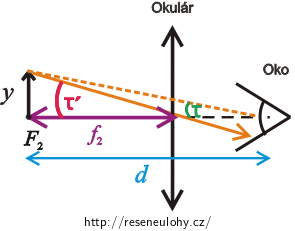 Okulár
Oko
y
τ′
τ
F₂
f₂
d
http://reseneulohy.cz/